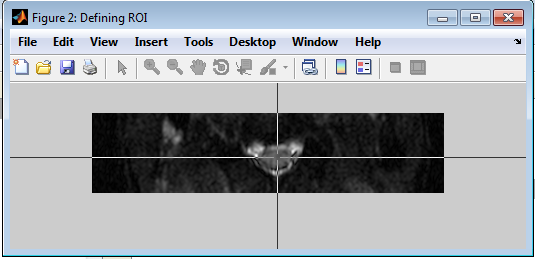 Figure 2: Defining ROI
File Edit View Insert Tools Desktop Window Help